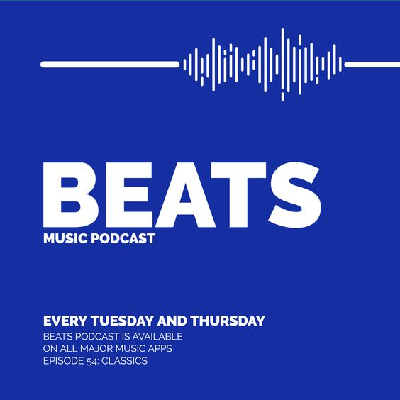 BEATS
MUSIC PODCAST
EVERY TUESDAY AND THURSDAY
BEATS PODCAST IS AVAILABLE
ON ALL MAJOR MUSIC APPS
EPISODE 54: CLASSICS